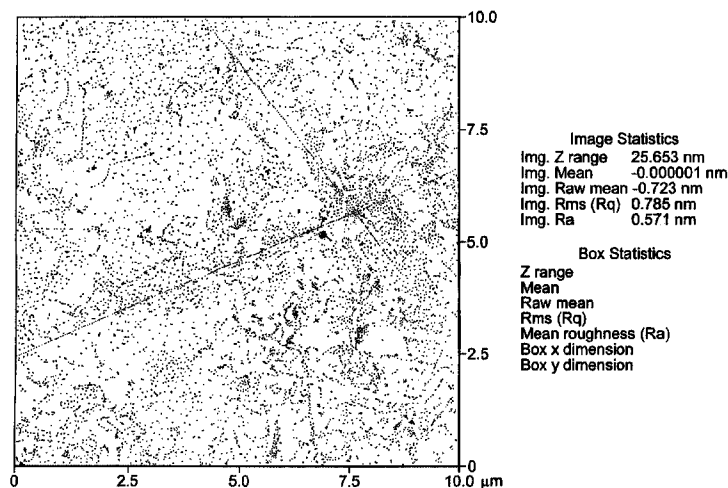 10.0
7.5
5.0
2.5
0
0 2.5 5.0 7.5 10.0 µm
Image Statistics
Img. Z range 25.653 nm
Img. Mean -0.000001 nm
Img. Raw mean -0.723 nm
Img. Rms (Rq) 0.785 nm
Img. Ra 0.571 nm
Box Statistics
Z range
Mean
Raw mean
Rms (Rq)
Mean roughness (Ra)
Box x dimension
Box y dimension